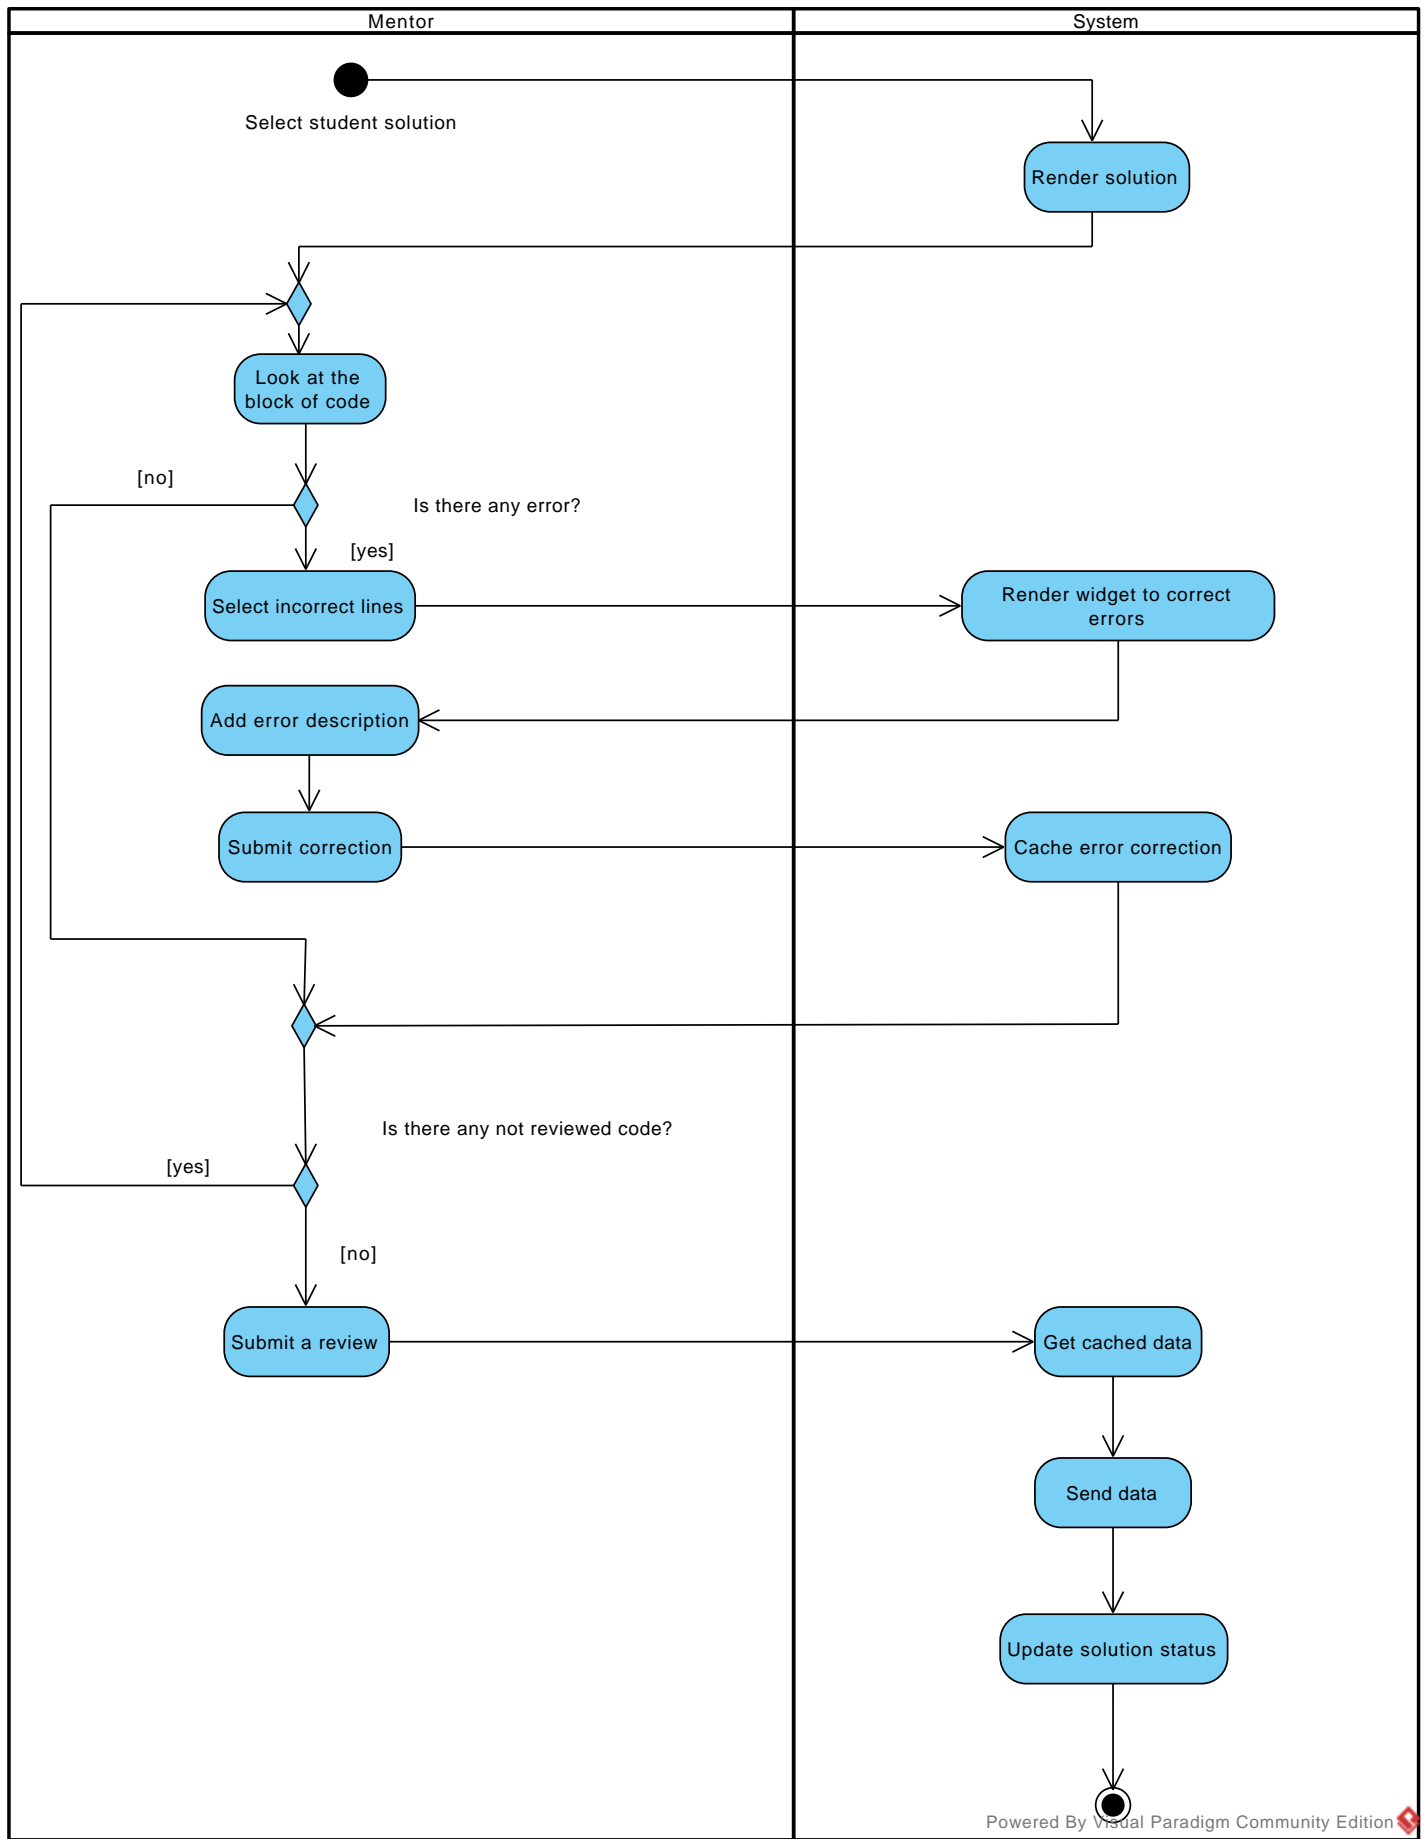 Mentor
System
Select student solution
Render solution
Look at the
block of code
[no]
Is there any error?
[yes]
Select incorrect lines
Render widget to correct
errors
Add error description
Submit correction
Cache error correction
Is there any not reviewed code?
[yes]
[no]
Submit a review
Get cached data
Send data
Update solution status
Powered By Visual Paradigm Community Edition